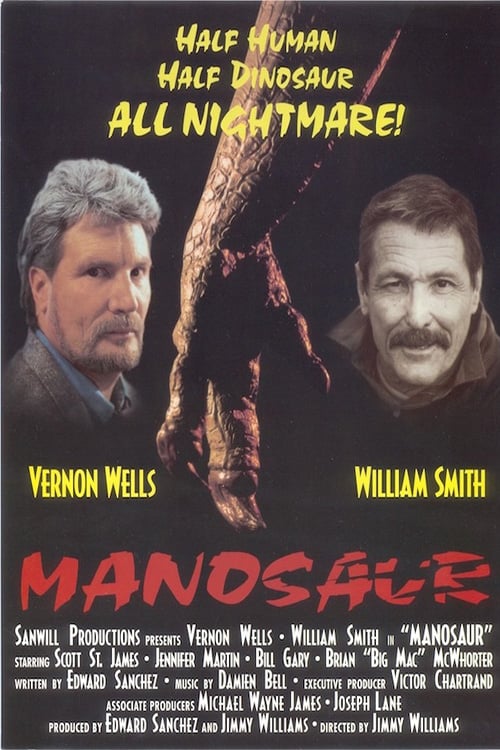 Half Human
Half Dinosaur
ALL NIGHTMARE!
VERNON WELLS
WILLIAM SMITH
MANOSAUR
SANWILL PRODUCTIONS PRESENTS VERNON WELLS • WILLIAM SMITH IN "MANOSAUR"
STARRING SCOTT ST. JAMES • JENNIFER MARTIN • BILL GARY • BRIAN "BIG MAC" MCWHORTER
WRITTEN BY EDWARD SANCHEZ • MUSIC BY DAMIEN BELL • EXECUTIVE PRODUCER VICTOR CHARTRAND
ASSOCIATE PRODUCERS MICHAEL WAYNE JAMES • JOSEPH LANE
PRODUCED BY EDWARD SANCHEZ AND JIMMY WILLIAMS • DIRECTED BY JIMMY WILLIAMS